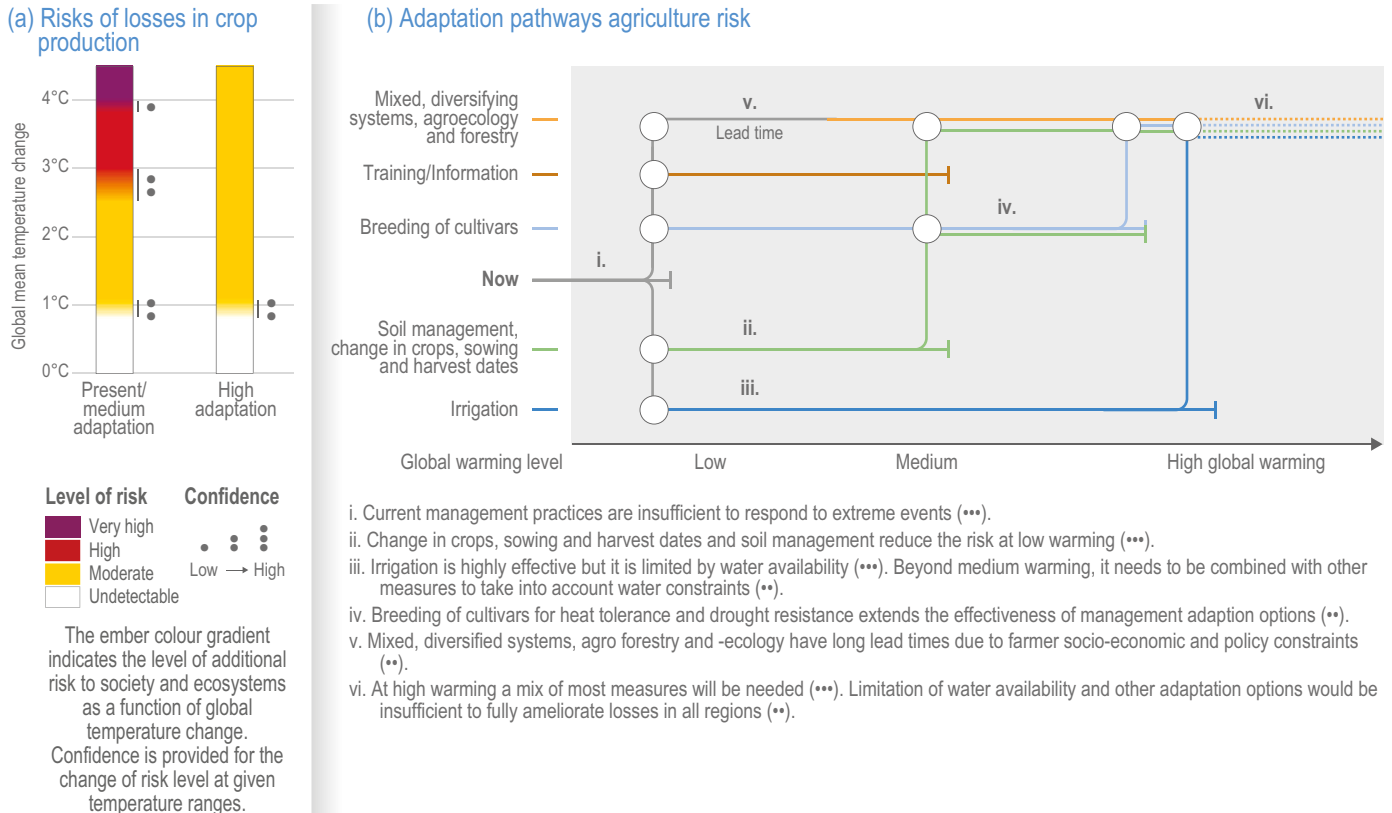 (a) Risks of losses in crop
production
Global mean temperature change
4°C
3°C
2°C
1°C
0°C
Present/
medium
adaptation
High
adaptation
Level of risk
Very high
High
Moderate
Undetectable
Confidence
Low
High
The ember colour gradient
indicates the level of additional
risk to society and ecosystems
as a function of global
temperature change.
Confidence is provided for the
change of risk level at given
temperature ranges.
(b) Adaptation pathways agriculture risk
Mixed, diversifying
systems, agroecology
and forestry
Training/Information
Breeding of cultivars
Now
Soil management,
change in crops, sowing
and harvest dates
Irrigation
v.
Lead time
vi.
iv.
i.
ii.
iii.
Global warming level
Low
Medium
High global warming
i. Current management practices are insufficient to respond to extreme events (•••).
ii. Change in crops, sowing and harvest dates and soil management reduce the risk at low warming (•••).
iii. Irrigation is highly effective but it is limited by water availability (•••). Beyond medium warming, it needs to be combined with other
measures to take into account water constraints (••).
iv. Breeding of cultivars for heat tolerance and drought resistance extends the effectiveness of management adaption options (••).
v. Mixed, diversified systems, agro forestry and -ecology have long lead times due to farmer socio-economic and policy constraints
(••).
vi. At high warming a mix of most measures will be needed (•••). Limitation of water availability and other adaptation options would be
insufficient to fully ameliorate losses in all regions (••).